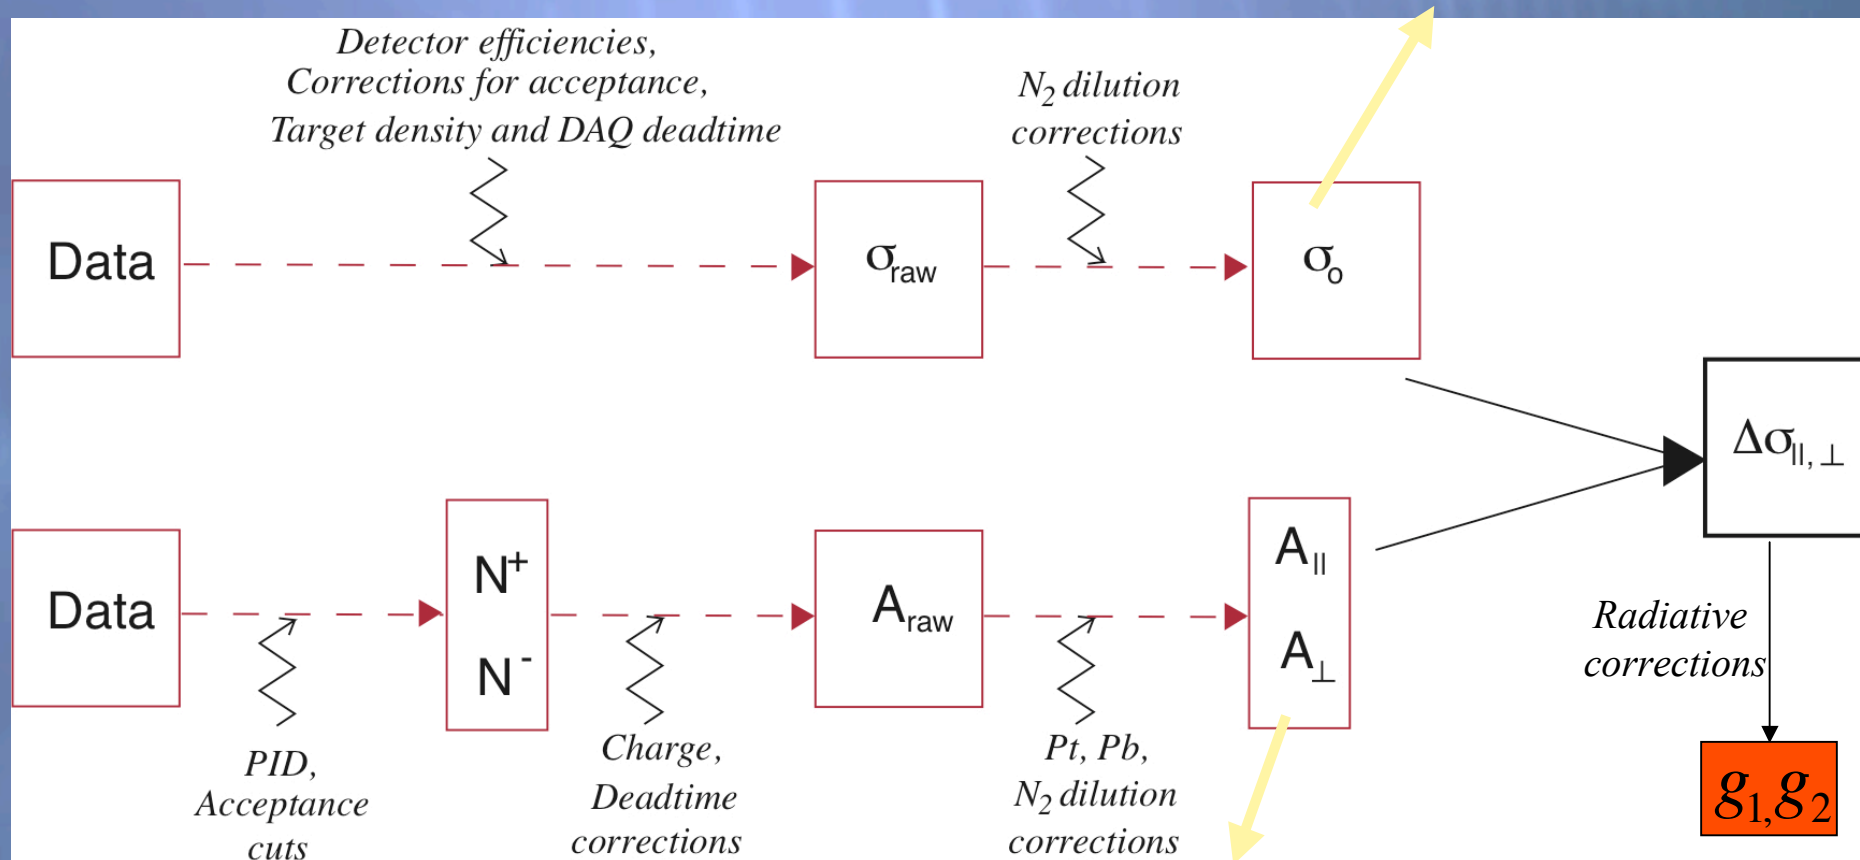 Detector efficiencies,
Corrections for acceptance,
Target density and DAQ deadtime
N₂ dilution
corrections
Data
σraw
σo
Δσ||, ⊥
Data
N⁺
N⁻
Araw
A||
A⊥
Radiative
corrections
PID,
Acceptance
cuts
Charge,
Deadtime
corrections
Pt, Pb,
N₂ dilution
corrections
g₁,g₂